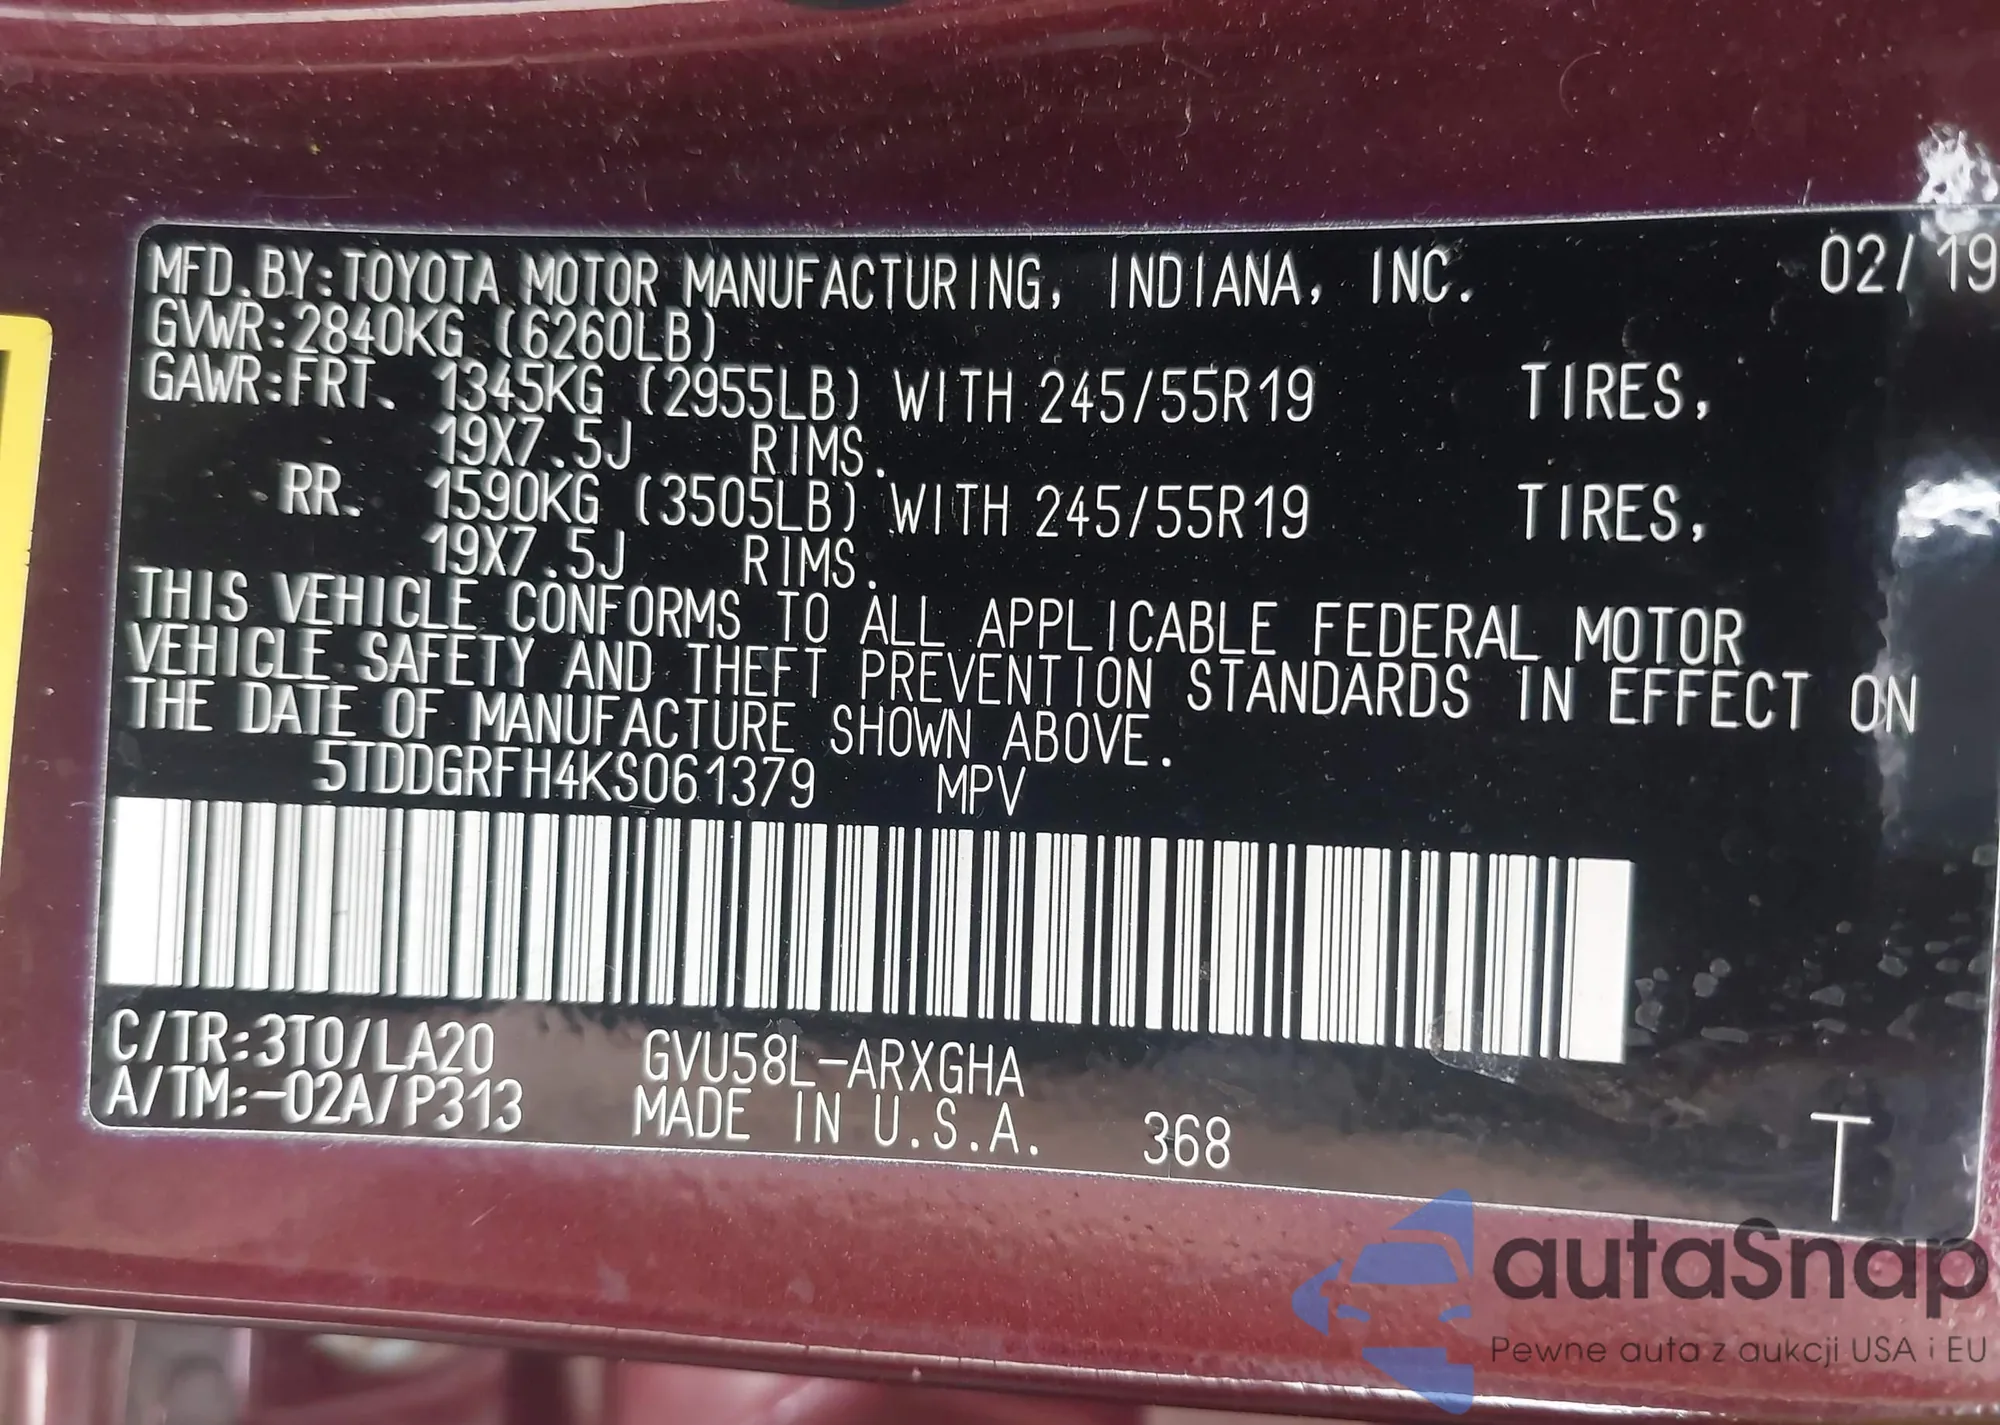 MFD.BY:TOYOTA MOTOR MANUFACTURING, INDIANA, INC. 02/19
GVWR:2840KG (6260LB)
GAWR:FRT. 1345KG (2955LB) WITH 245/55R19 TIRES,
19X7.5J RIMS.
RR. 1590KG (3505LB) WITH 245/55R19 TIRES,
19X7.5J RIMS.
THIS VEHICLE CONFORMS TO ALL APPLICABLE FEDERAL MOTOR
VEHICLE SAFETY AND THEFT PREVENTION STANDARDS IN EFFECT ON
THE DATE OF MANUFACTURE SHOWN ABOVE.
5TDDGRFH4KS061379 MPV
C/TR:3T0/LA20 GVU58L-ARXGHA
A/TM:-02A/P313 MADE IN U.S.A. 368
T
autaSnap
Pewne auta z aukcji USA i EU